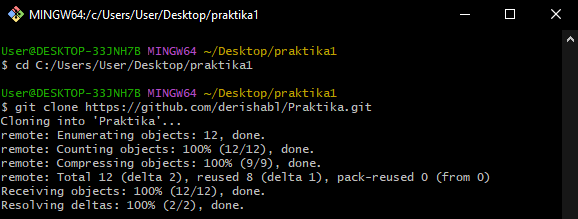 MINGW64:/c/Users/User/Desktop/praktika1
User@DESKTOP-33JNH7B MINGW64 ~/Desktop/praktika1
$ cd C:/Users/User/Desktop/praktika1
User@DESKTOP-33JNH7B MINGW64 ~/Desktop/praktika1
$ git clone https://github.com/derishabl/Praktika.git
Cloning into 'Praktika'...
remote: Enumerating objects: 12, done.
remote: Counting objects: 100% (12/12), done.
remote: Compressing objects: 100% (9/9), done.
remote: Total 12 (delta 2), reused 8 (delta 1), pack-reused 0 (from 0)
Receiving objects: 100% (12/12), done.
Resolving deltas: 100% (2/2), done.